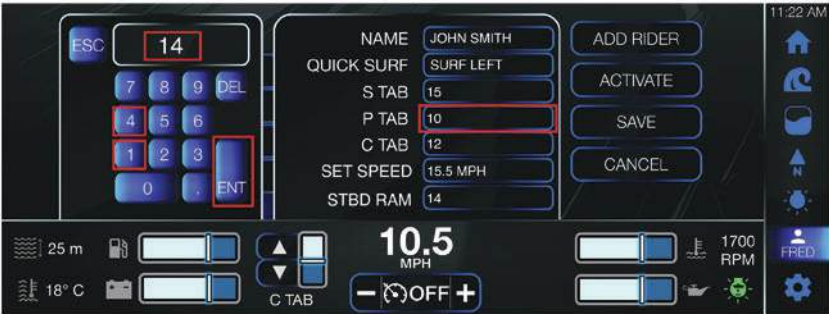 11:22 AM
ESC
14
7 8 9 DEL
4 5 6
1 2 3
0 . ENT
NAME JOHN SMITH
QUICK SURF SURF LEFT
S TAB 15
P TAB 10
C TAB 12
SET SPEED 15.5 MPH
STBD RAM 14
ADD RIDER
ACTIVATE
SAVE
CANCEL
N
FRED
25 m
18° C
C TAB
10.5
MPH
− OFF +
1700
RPM